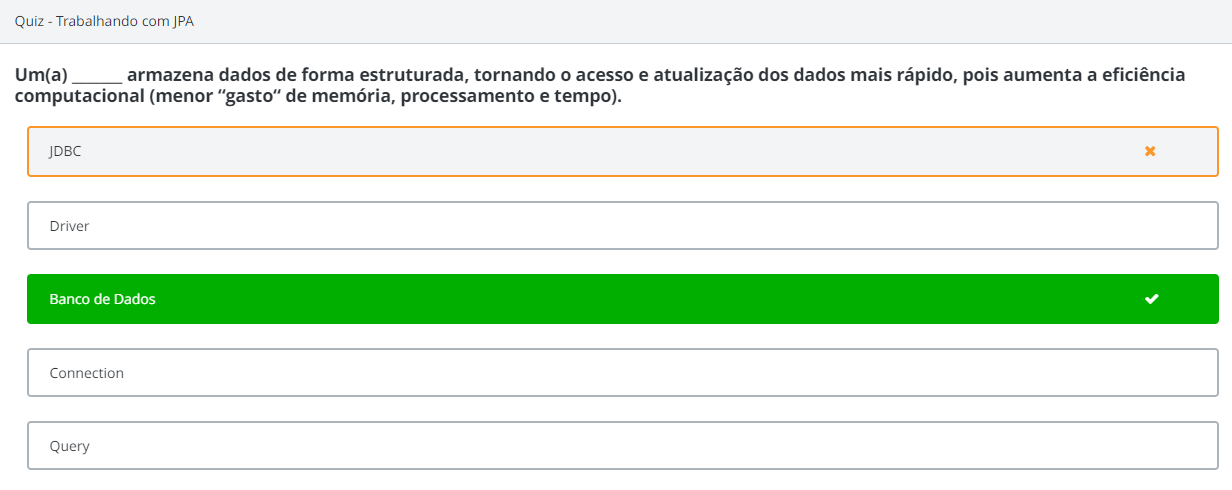 Quiz - Trabalhando com JPA
Um(a) ______ armazena dados de forma estruturada, tornando o acesso e atualização dos dados mais rápido, pois aumenta a eficiência
computacional (menor “gasto“ de memória, processamento e tempo).
JDBC
Driver
Banco de Dados
Connection
Query